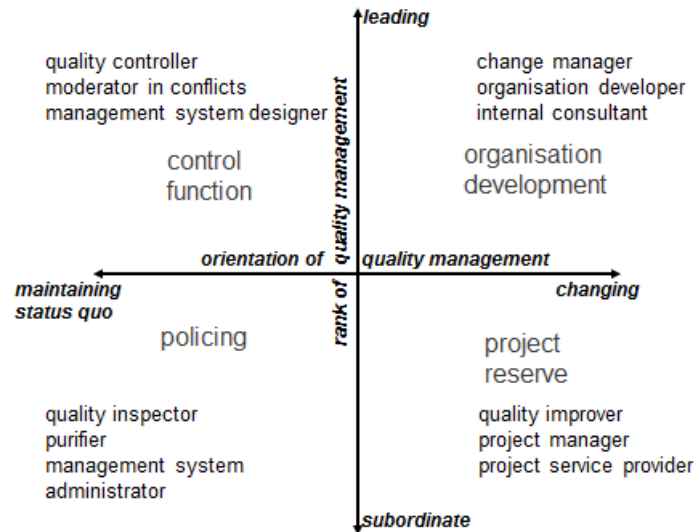 leading
quality controller
moderator in conflicts
management system designer
change manager
organisation developer
internal consultant
control
function
organisation
development
rank of quality management
orientation of quality management
maintaining
status quo
changing
policing
project
reserve
quality inspector
purifier
management system
administrator
quality improver
project manager
project service provider
subordinate